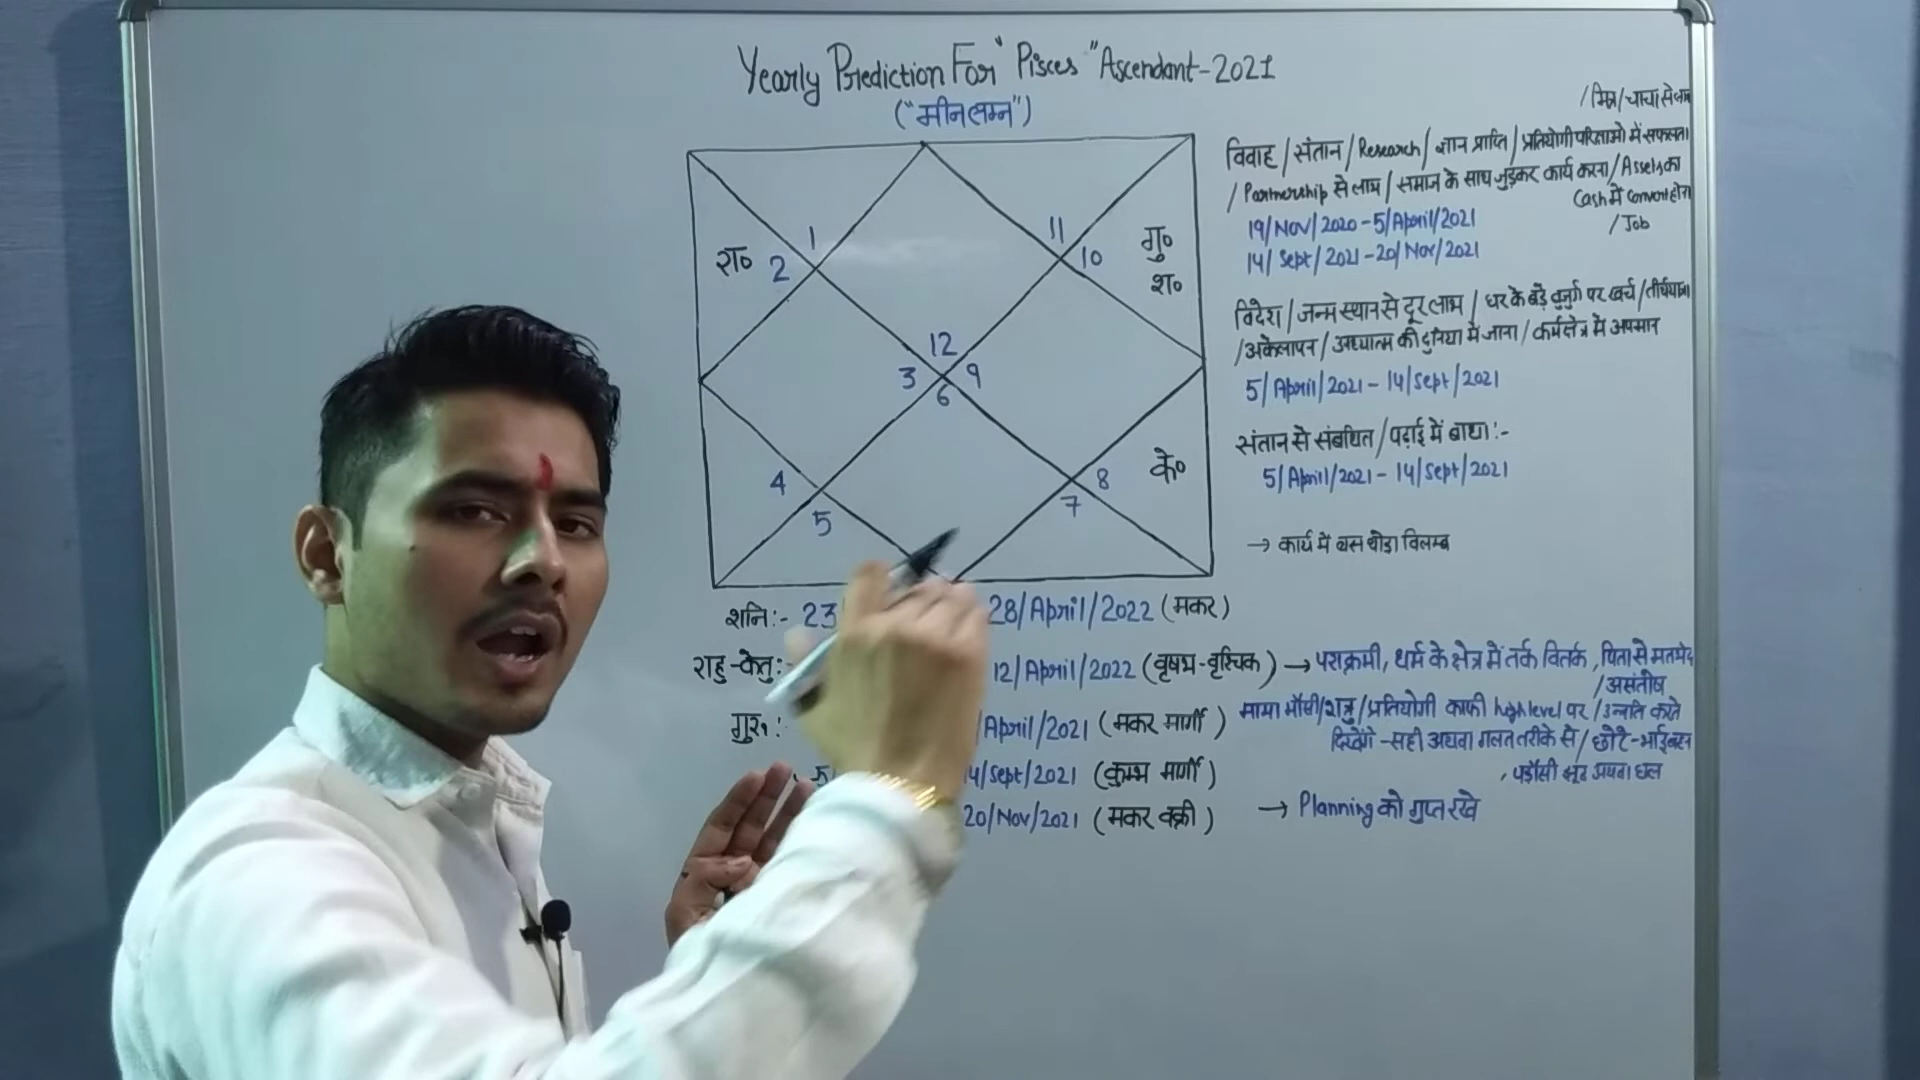 Yearly Prediction For "Pisces" Ascendant-2021
("मीन लग्न")
1
रा० 2
11
10 गु०
श०
12
3 9
6
4
5
8 के०
7
/मित्र/चाचा से लाभ
विवाह/संतान/Research/ज्ञान प्राप्ति/प्रतियोगी परिक्षाओ में सफलता
/Partnership से लाभ/समाज के साथ जुड़कर कार्य करना/Assets का
Cash में Convert होना
/Job
19/Nov/2020-5/April/2021
14/Sept/2021-20/Nov/2021
विदेश/जन्म स्थान से दूर लाभ/घर के बड़े बुजुर्ग पर खर्च/तीर्थयात्रा
/अकेलापन/अध्यात्म की दुनिया में जाना/कर्मक्षेत्र में अपमान
5/April/2021-14/Sept/2021
संतान से संबधित/पढ़ाई में बाधा:-
5/April/2021-14/Sept/2021
→ कार्य में बस थोड़ा विलम्ब
शनि:- 23 28/April/2022 (मकर)
राहु-केतु:- 12/April/2022 (वृषभ-वृश्चिक) → पराक्रमी, धर्म के क्षेत्र में तर्क वितर्क, पिता से मतभेद
/असंतोष
गुरु: April/2021 (मकर मार्गी) मामा मौसी/शत्रु/प्रतियोगी काफी high level पर/उन्नति करते
दिखेंगे -सही अथवा गलत तरीके से/छोटे-भाई बहन
5 4/Sept/2021 (कुम्भ मार्गी) , पड़ौसी झूठ अथवा छल
20/Nov/2021 (मकर वक्री) → Planning को गुप्त रखे